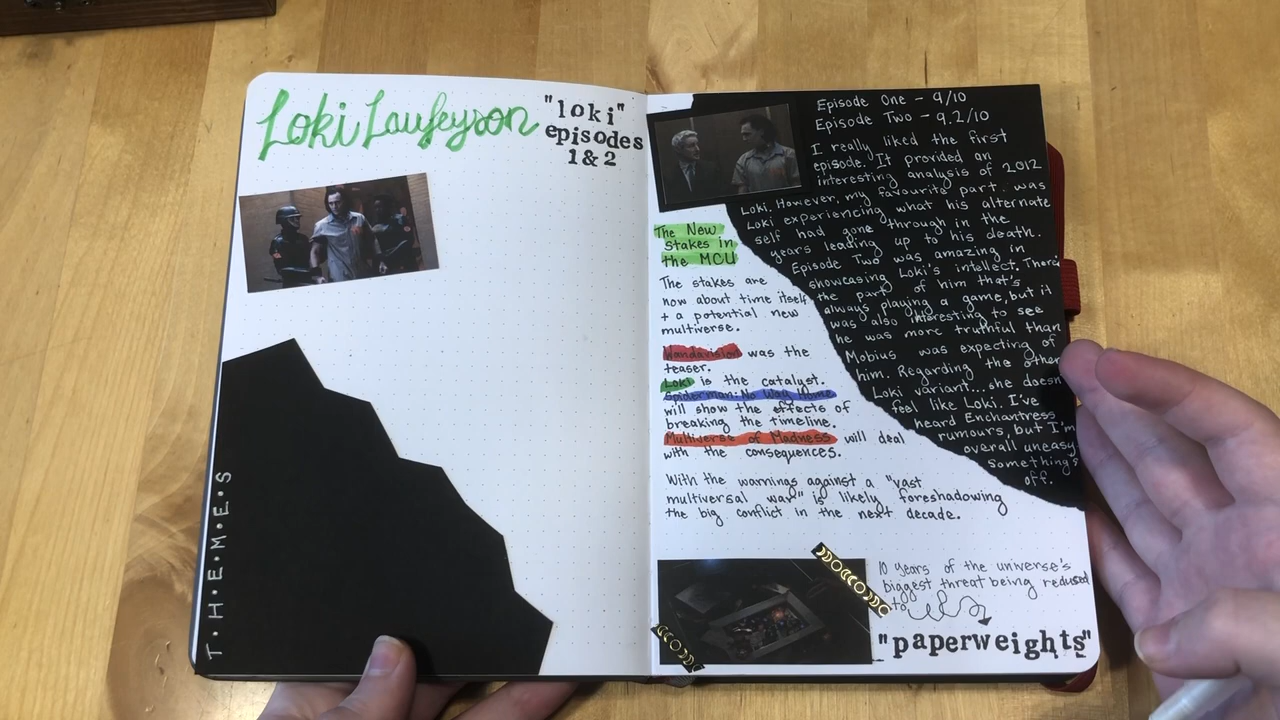 Loki Laufeyson
"loki"
episodes
1 & 2
T•H•E•M•E•S
Episode One - 9/10
Episode Two - 9.2/10
I really liked the first
episode. It provided an
interesting analysis of 2012
Loki. However, my favourite part was
Loki experiencing what his alternate
self had gone through in the
years leading up to his death.
Episode Two was amazing in
showcasing Loki's intellect. There's
the part of him that's
always playing a game, but it
was also interesting to see
he was more truthful than
Mobius was expecting of
him. Regarding the other
Loki variant...she doesn
feel like Loki. I've
heard Enchantress
rumours, but I'm
overall uneasy
something's
off.
The New
Stakes in
the MCU
The stakes are
now about time itself
+ a potential new
multiverse.
Wandavision was the
teaser.
Loki is the catalyst.
Spiderman: No Way Home
will show the effects of
breaking the timeline.
Multiverse of Madness will deal
with the consequences.
With the warnings against a "vast
multiversal war" is likely foreshadowing
the big conflict in the next decade.
10 years of the universe's
biggest threat being reduced
to
"paperweights"